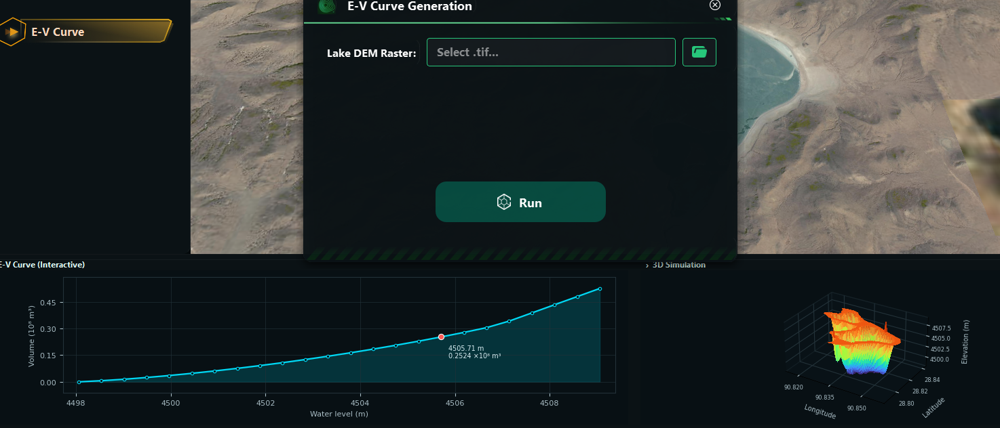 E-V Curve Generation
E-V Curve
Lake DEM Raster:
Select .tif...
Run
E-V Curve (Interactive)
› 3D Simulation
Volume (10⁸ m³)
0.45
0.30
0.15
0.00
4505.71 m
0.2524 ×10⁸ m³
4498
4500
4502
4504
4506
4508
Water level (m)
4507.5
4505.0
4502.5
4500.0
Elevation (m)
90.820
90.835
90.850
Longitude
28.84
28.82
28.80
Latitude